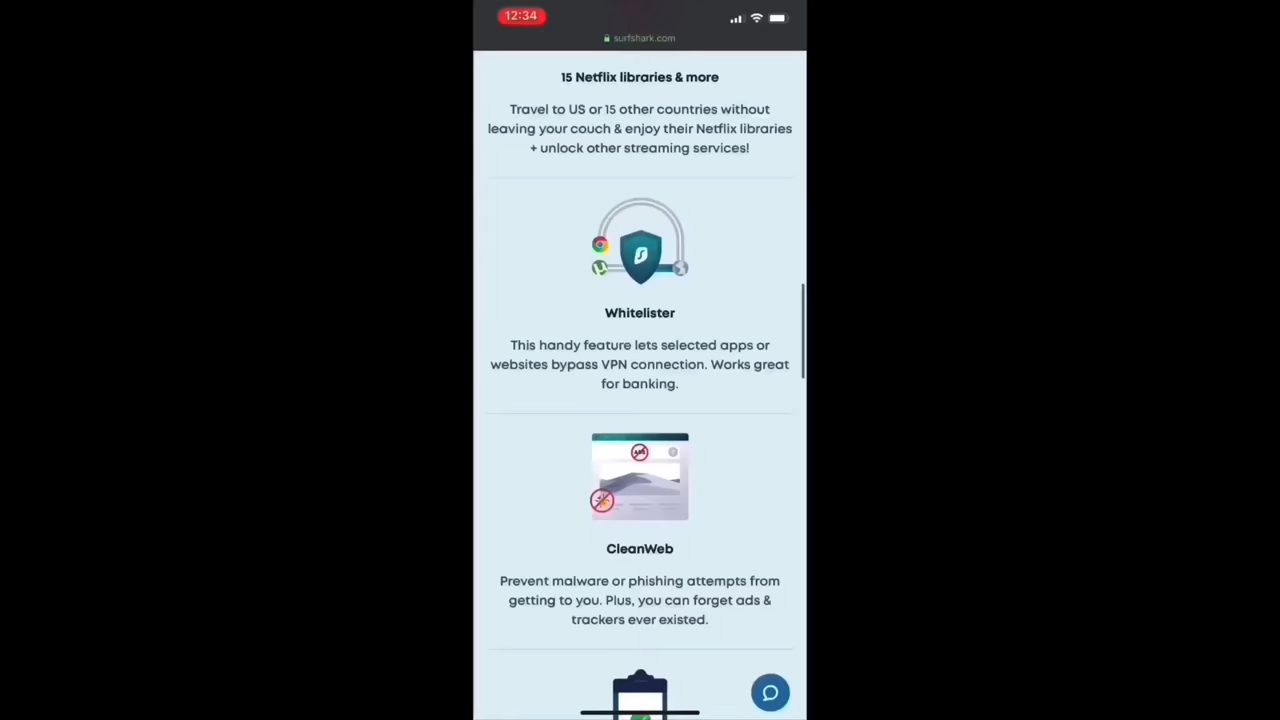 12:34
surfshark.com
15 Netflix libraries & more
Travel to US or 15 other countries without
leaving your couch & enjoy their Netflix libraries
+ unlock other streaming services!
Whitelister
This handy feature lets selected apps or
websites bypass VPN connection. Works great
for banking.
ADS
CleanWeb
Prevent malware or phishing attempts from
getting to you. Plus, you can forget ads &
trackers ever existed.